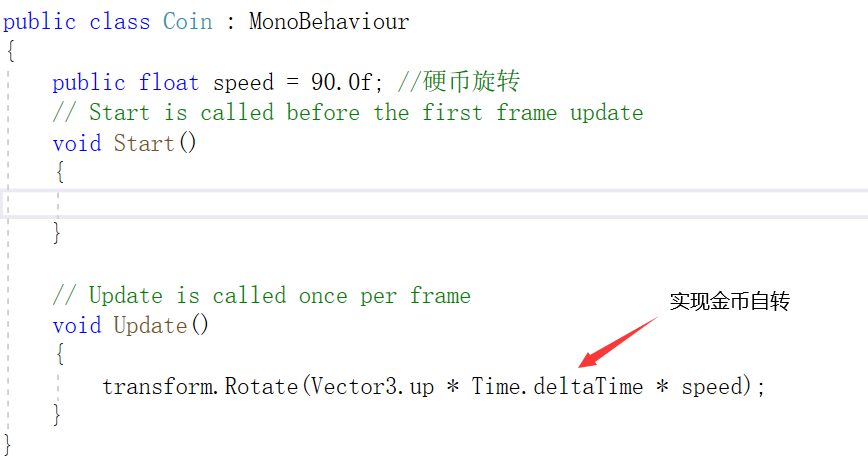 public class Coin : MonoBehaviour
{
public float speed = 90.0f; //硬币旋转
// Start is called before the first frame update
void Start()
{
}
// Update is called once per frame
实现金币自转
void Update()
{
transform.Rotate(Vector3.up * Time.deltaTime * speed);
}
}